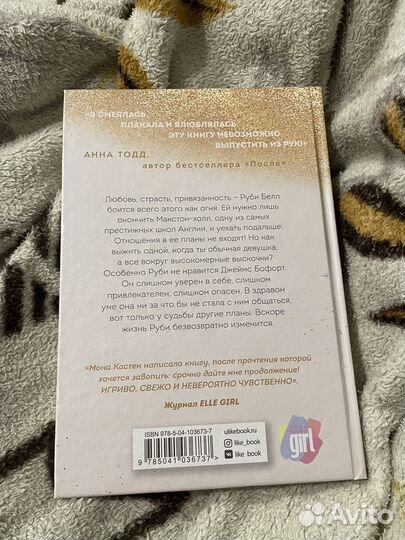 «Я СМЕЯЛАСЬ,
ПЛАКАЛА И ВЛЮБЛЯЛАСЬ.
ЭТУ КНИГУ НЕВОЗМОЖНО
ВЫПУСТИТЬ ИЗ РУК!»
АННА ТОДД,
автор бестселлера «После»
Любовь, страсть, привязанность – Руби Белл
боится всего этого как огня. Ей нужно лишь
окончить Макстон-холл, одну из самых
престижных школ Англии, и уехать подальше.
Отношения в ее планы не входят! Но как
выжить одной, когда ты обычная девушка,
а все вокруг высокомерные выскочки?
Особенно Руби не нравится Джеймс Бофорт.
Он слишком уверен в себе, слишком
привлекателен, слишком опасен. В здравом
уме она ни за что бы не стала с ним общаться,
вот только у судьбы другие планы. Вскоре
жизнь Руби безвозвратно изменится.
«Мона Кастен написала книгу, после прочтения которой
хочется завопить: срочно дайте мне продолжение!
ИГРИВО, СВЕЖО И НЕВЕРОЯТНО ЧУВСТВЕННО».
Журнал ELLE GIRL
ISBN 978-5-04-103673-7
9 785041 036737 >
ulikebook.ru
like_book
like_book
girl
Avito